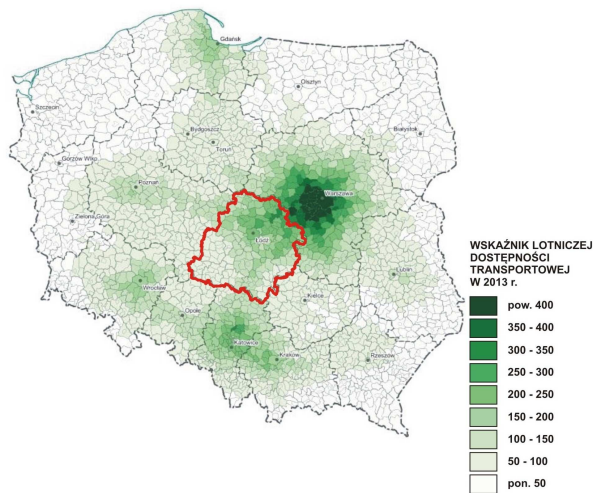 Gdańsk
Olsztyn
Szczecin
Białystok
Bydgoszcz
Toruń
Gorzów Wlkp.
Poznań
Warszawa
Zielona Góra
Łódź
Lublin
Wrocław
Kielce
Opole
Katowice
Kraków
Rzeszów
WSKAŹNIK LOTNICZEJ
DOSTĘPNOŚCI
TRANSPORTOWEJ
W 2013 r.
pow. 400
350 - 400
300 - 350
250 - 300
200 - 250
150 - 200
100 - 150
50 - 100
pon. 50